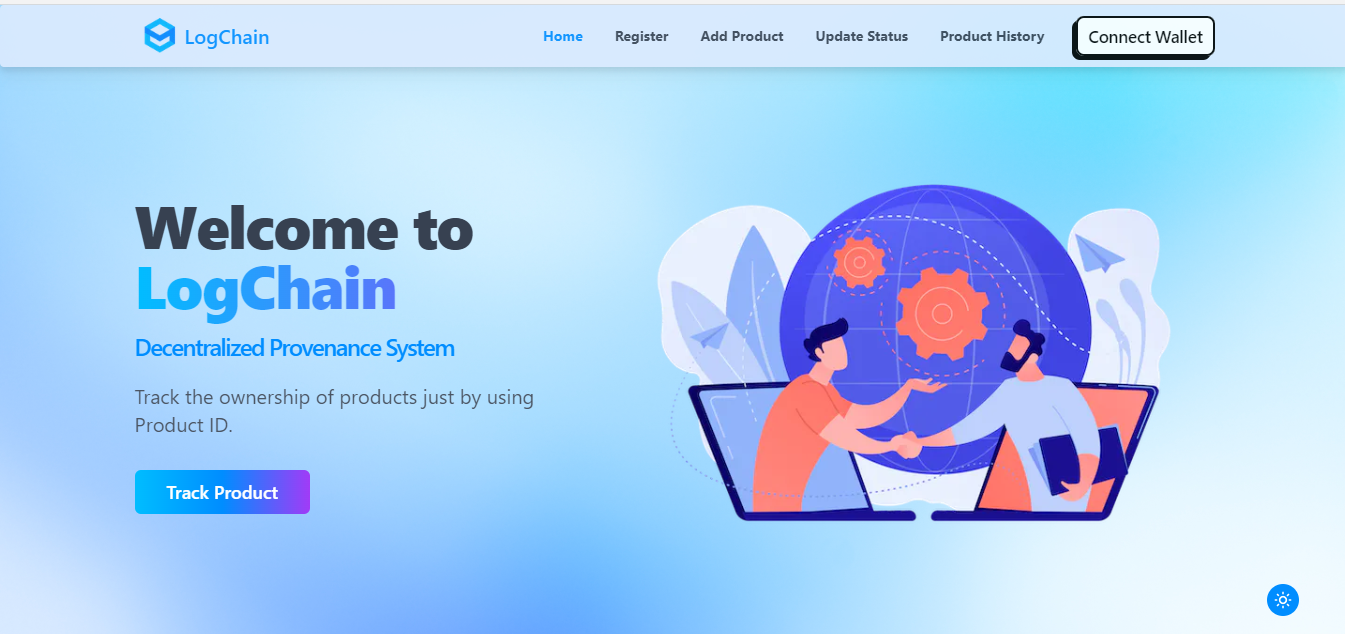 LogChain
Home
Register
Add Product
Update Status
Product History
Connect Wallet
Welcome to
LogChain
Decentralized Provenance System
Track the ownership of products just by using
Product ID.
Track Product